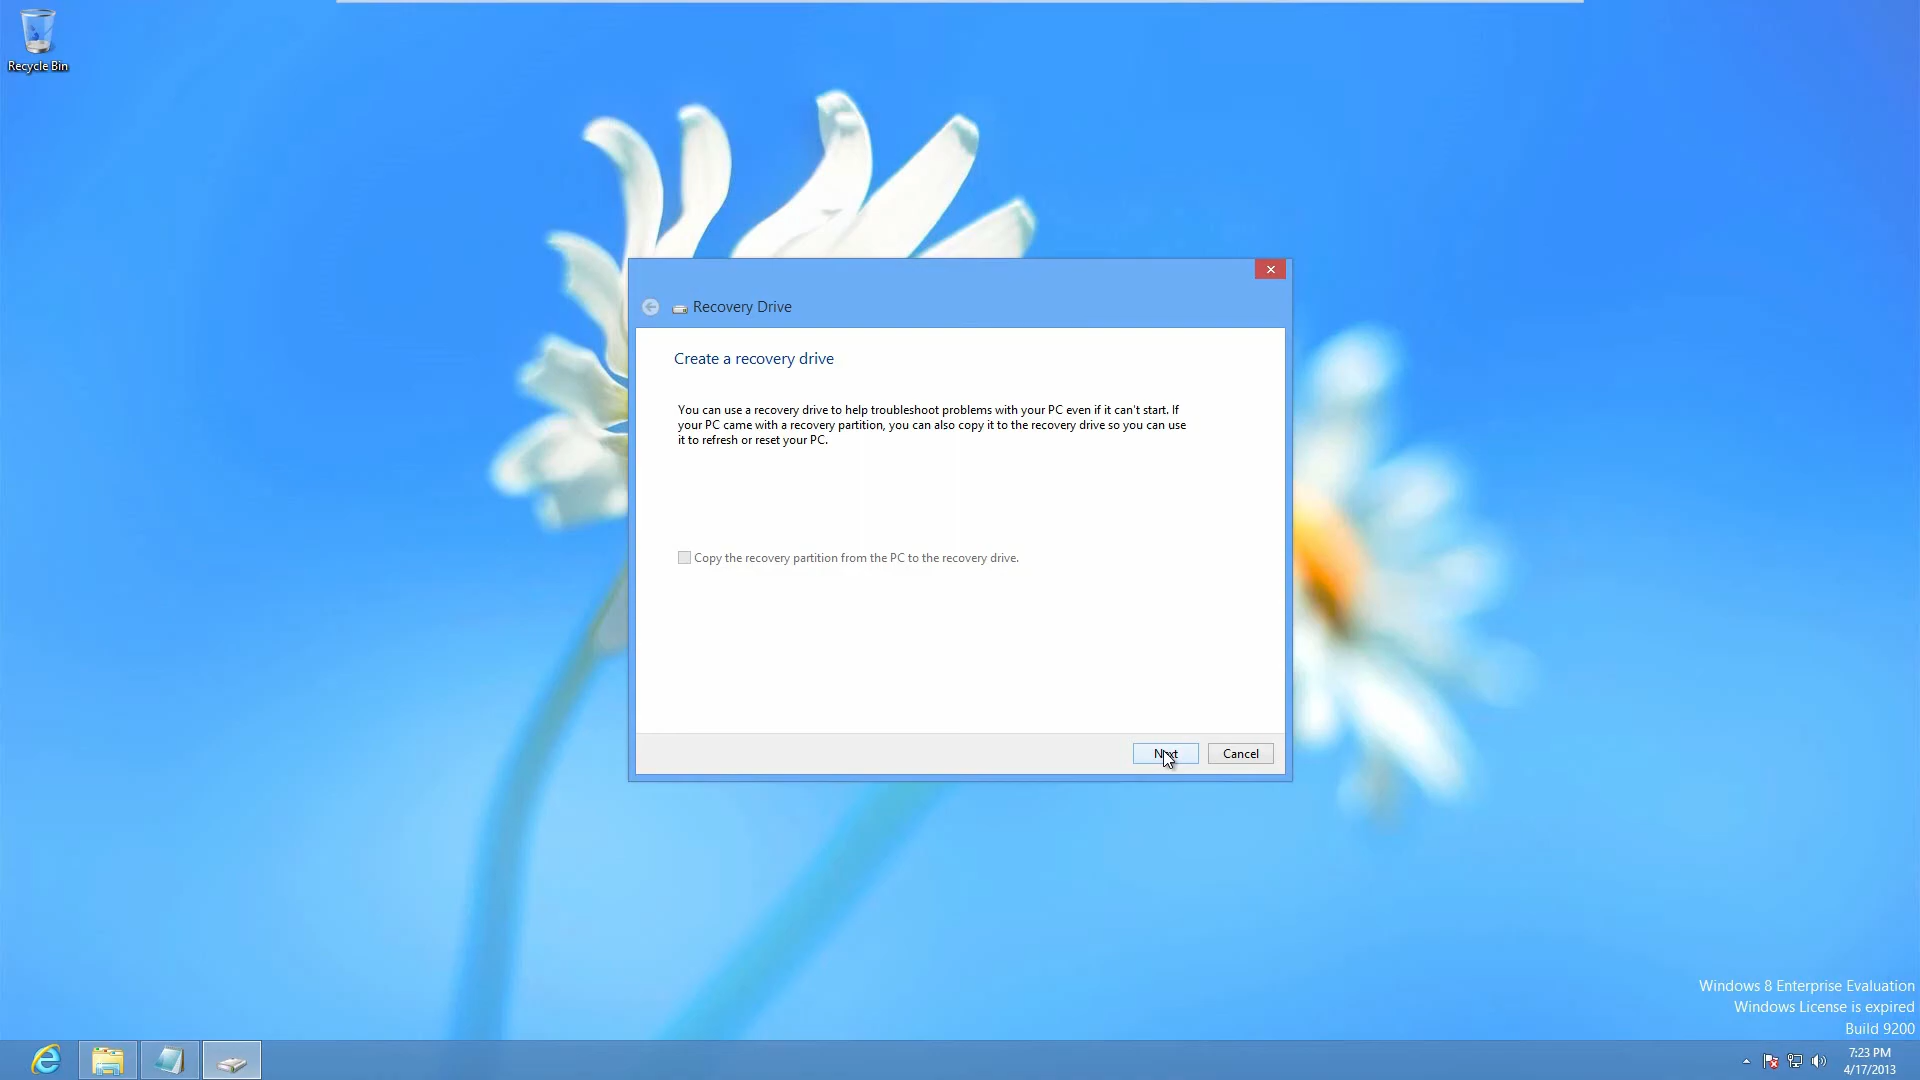 Recycle Bin
Recovery Drive
Create a recovery drive
You can use a recovery drive to help troubleshoot problems with your PC even if it can't start. If
your PC came with a recovery partition, you can also copy it to the recovery drive so you can use
it to refresh or reset your PC.
Copy the recovery partition from the PC to the recovery drive.
Next
Cancel
Windows 8 Enterprise Evaluation
Windows License is expired
Build 9200
7:23 PM
4/17/2013